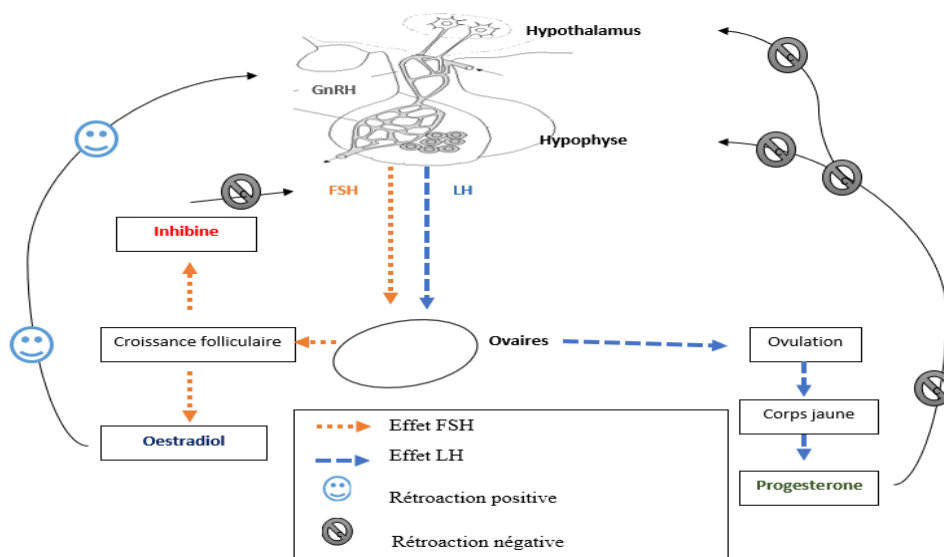 Hypothalamus
GnRH
Hypophyse
FSH
LH
Inhibine
Croissance folliculaire
Ovaires
Ovulation
Corps jaune
Oestradiol
Progesterone
Effet FSH
Effet LH
Rétroaction positive
Rétroaction négative